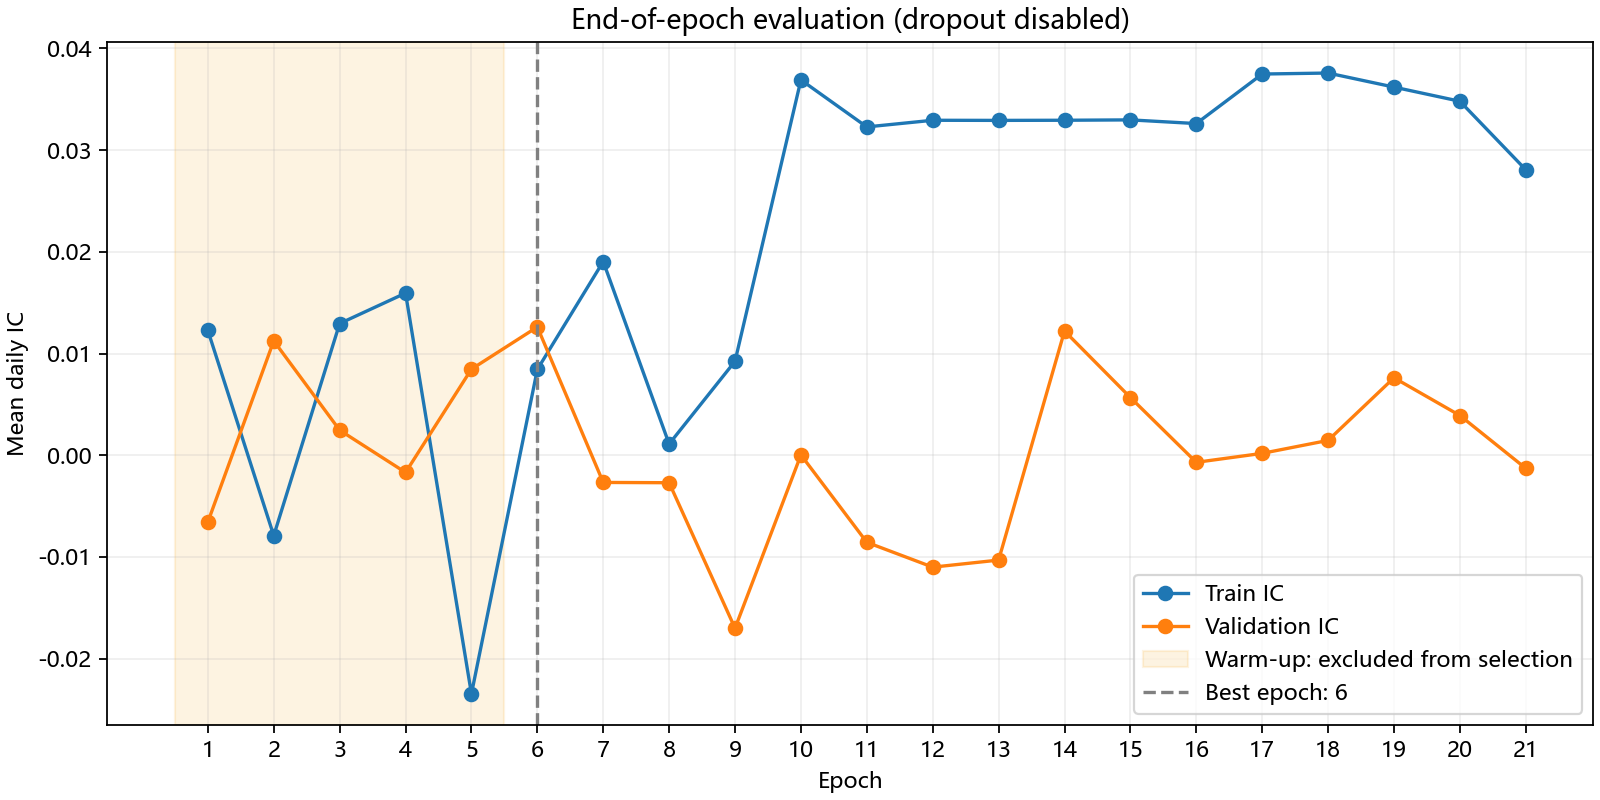 End-of-epoch evaluation (dropout disabled)
Mean daily IC
0.04
0.03
0.02
0.01
0.00
-0.01
-0.02
Train IC
Validation IC
Warm-up: excluded from selection
Best epoch: 6
1 2 3 4 5 6 7 8 9 10 11 12 13 14 15 16 17 18 19 20 21
Epoch